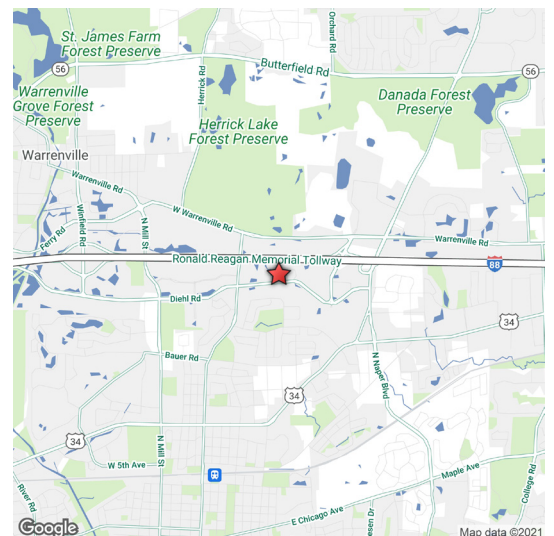 St. James Farm
Forest Preserve
Orchard Rd
56
Butterfield Rd
56
Herrick Rd
Warrenville
Grove Forest
Preserve
Danada Forest
Preserve
Herrick Lake
Forest Preserve
Warrenville
Warrenville Rd
Winfield Rd
N Mill St
W Warrenville Rd
Ferry Rd
Warrenville Rd
Ronald Reagan Memorial Tollway
88
Diehl Rd
34
Bauer Rd
N Naper Blvd
34
34
N Mill St
W 5th Ave
Maple Ave
River Rd
College Rd
E Chicago Ave
esen Dr
Google
Map data ©2021